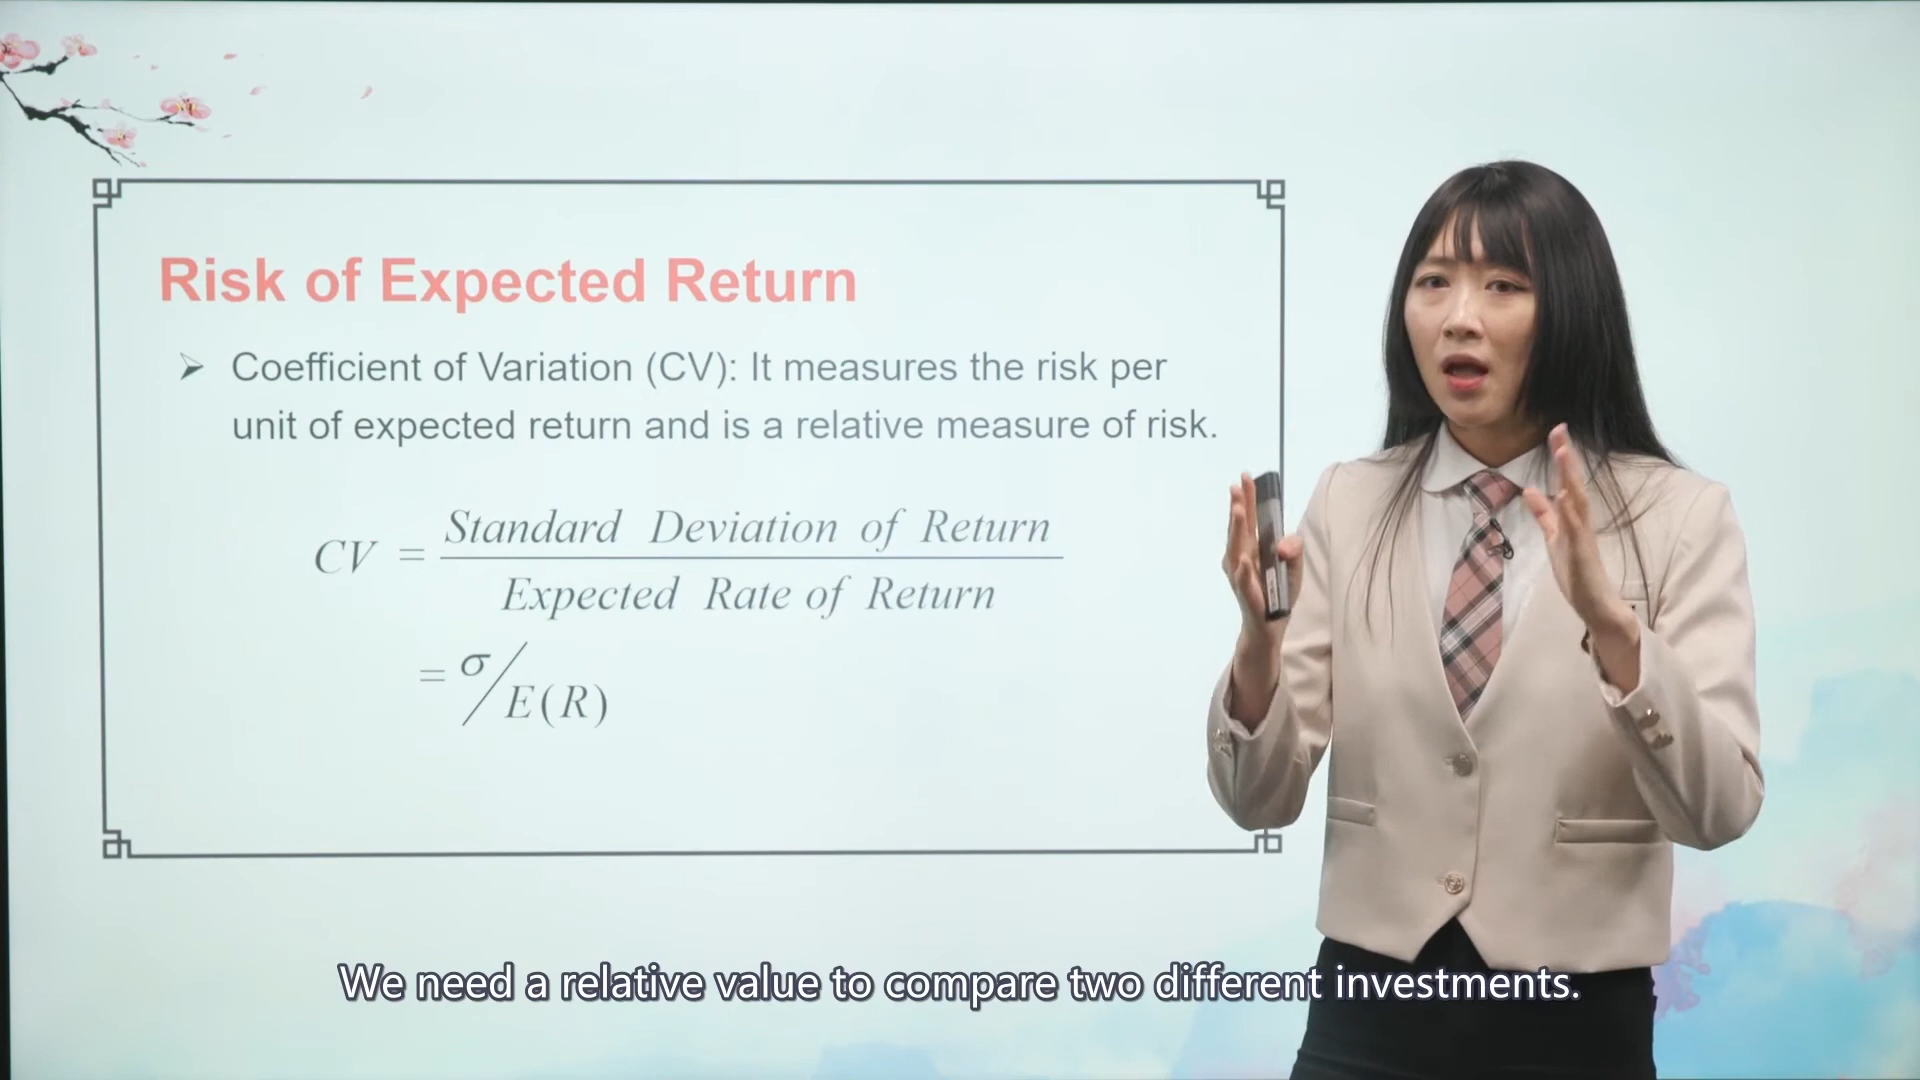 Risk of Expected Return
➢ Coefficient of Variation (CV): It measures the risk per
unit of expected return and is a relative measure of risk.
CV = Standard Deviation of Return
Expected Rate of Return
= σ/E(R)
We need a relative value to compare two different investments.